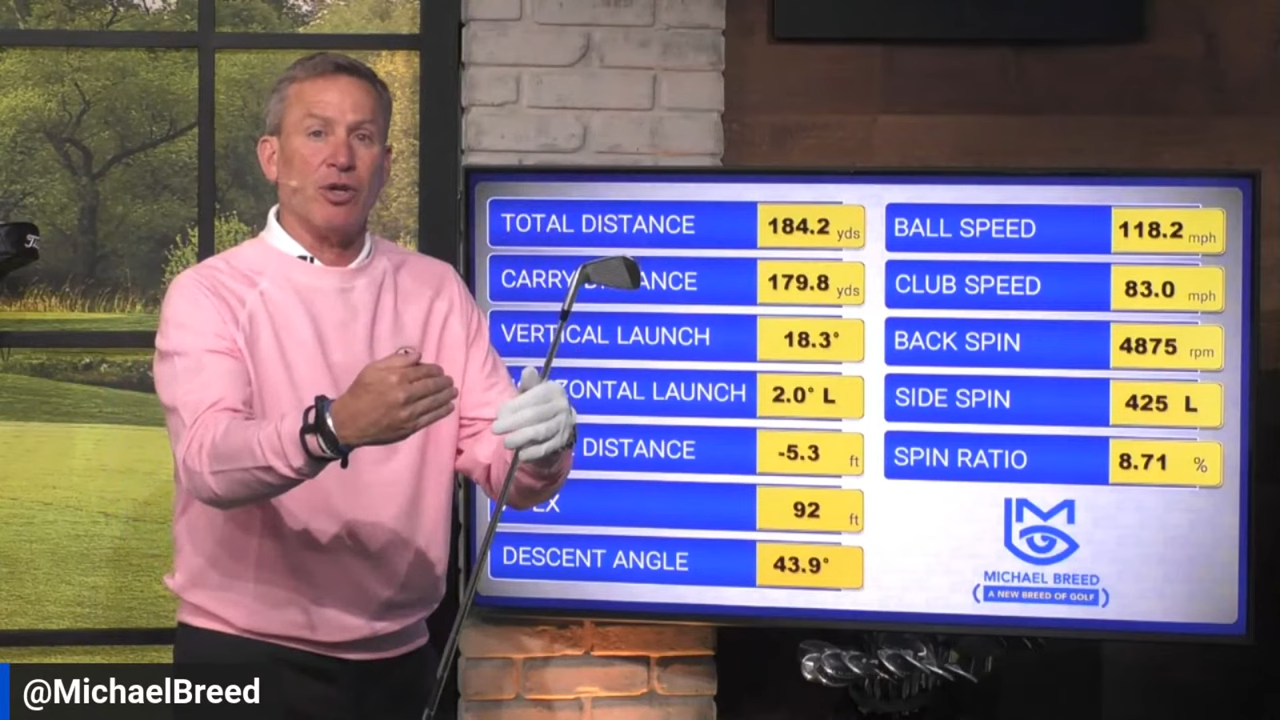 TOTAL DISTANCE 184.2 yds
CARRY 179.8 yds
VERTICAL LAUNCH 18.3°
LAUNCH 2.0° L
DISTANCE -5.3 ft
92 ft
DESCENT ANGLE 43.9°
BALL SPEED 118.2 mph
CLUB SPEED 83.0 mph
BACK SPIN 4875 rpm
SIDE SPIN 425 L
SPIN RATIO 8.71 %
MICHAEL BREED
A NEW BREED OF GOLF
@MichaelBreed